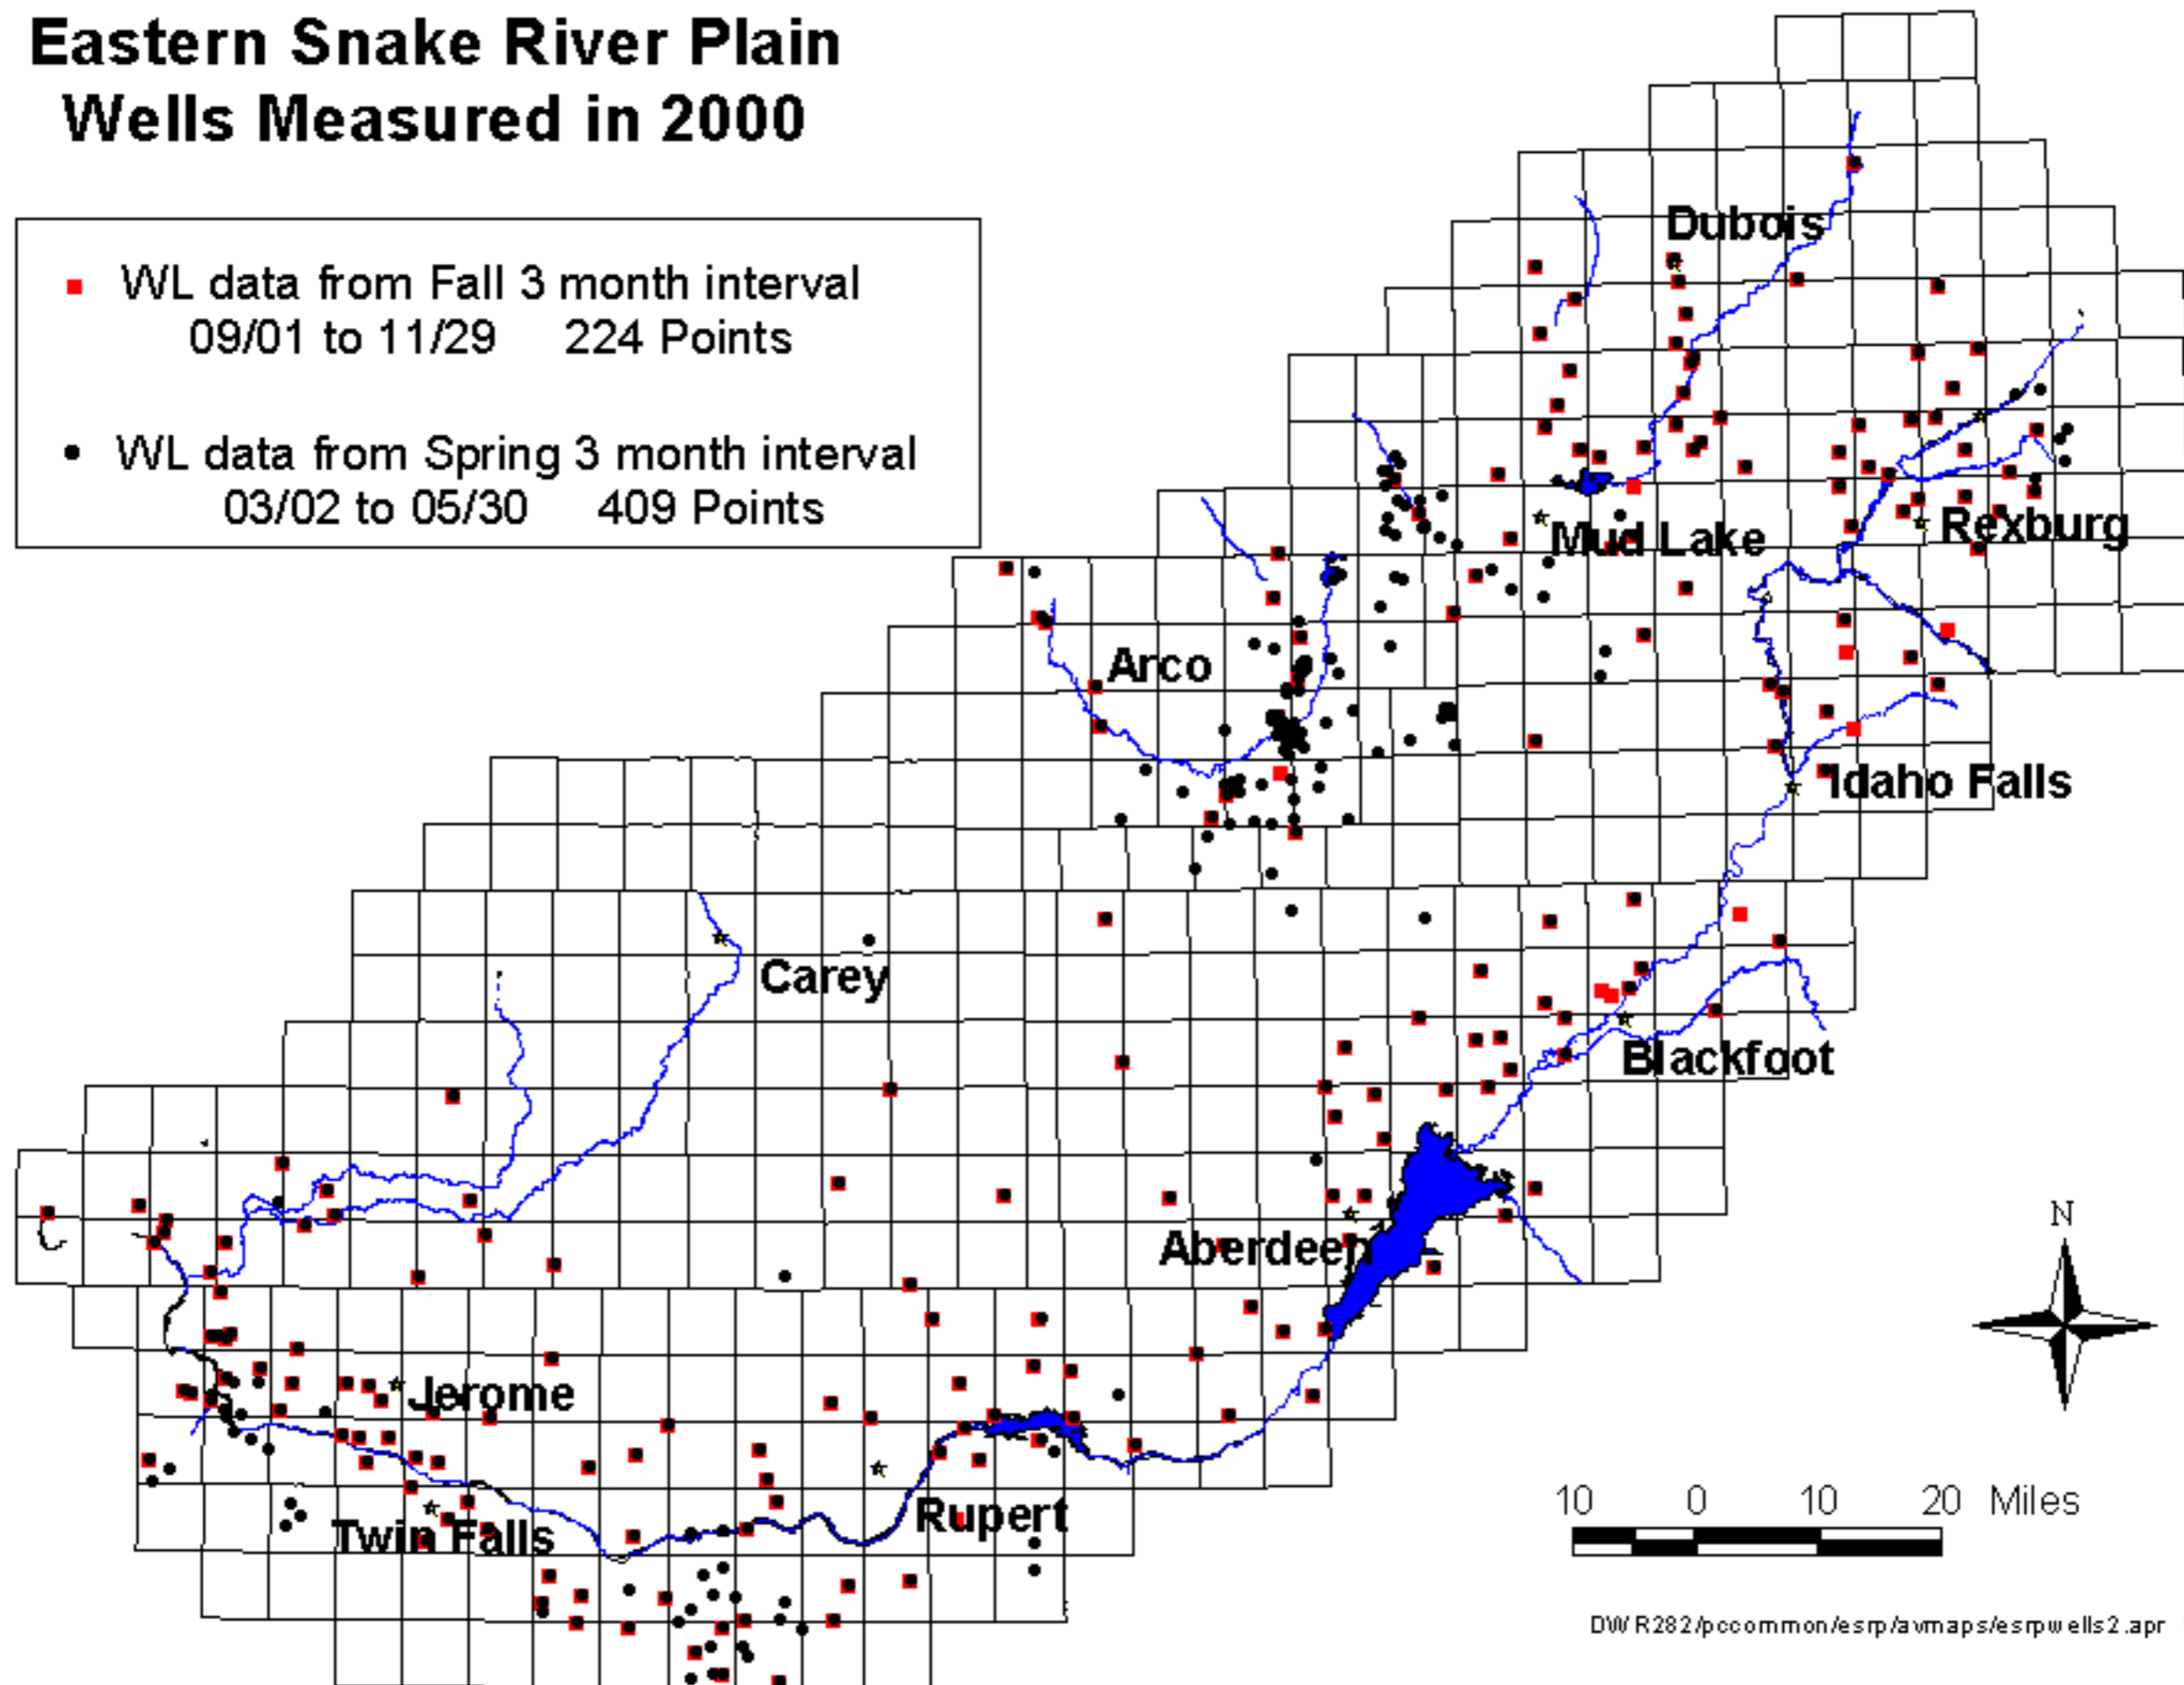 Eastern Snake River Plain
Wells Measured in 2000
WL data from Fall 3 month interval
09/01 to 11/29 224 Points
WL data from Spring 3 month interval
03/02 to 05/30 409 Points
Dubois
Mud Lake
Rexburg
Arco
Idaho Falls
Carey
Blackfoot
Aberdeen
N
Jerome
Twin Falls
Rupert
10 0 10 20 Miles
DWR282/pccommon/esrp/avmaps/esrpwells2.apr